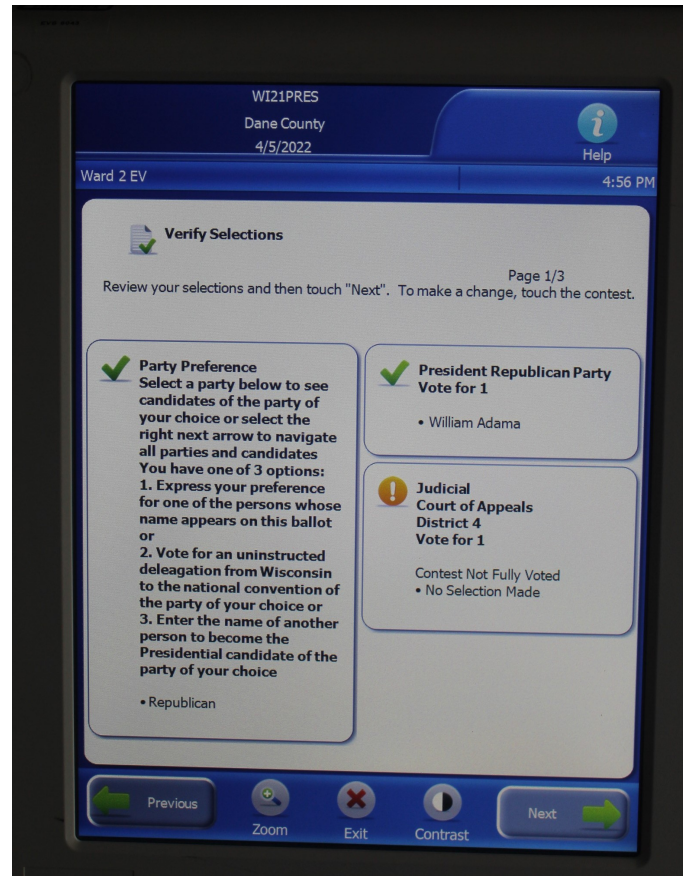 WI21PRES
Dane County
4/5/2022
Help
Ward 2 EV
4:56 PM
Verify Selections
Page 1/3
Review your selections and then touch "Next".  To make a change, touch the contest.
Party Preference
Select a party below to see
candidates of the party of
your choice or select the
right next arrow to navigate
all parties and candidates
You have one of 3 options:
1. Express your preference
for one of the persons whose
name appears on this ballot
or
2. Vote for an uninstructed
deleagation from Wisconsin
to the national convention of
the party of your choice or
3. Enter the name of another
person to become the
Presidential candidate of the
party of your choice
• Republican
President Republican Party
Vote for 1
• William Adama
Judicial
Court of Appeals
District 4
Vote for 1
Contest Not Fully Voted
• No Selection Made
Previous
Zoom
Exit
Contrast
Next